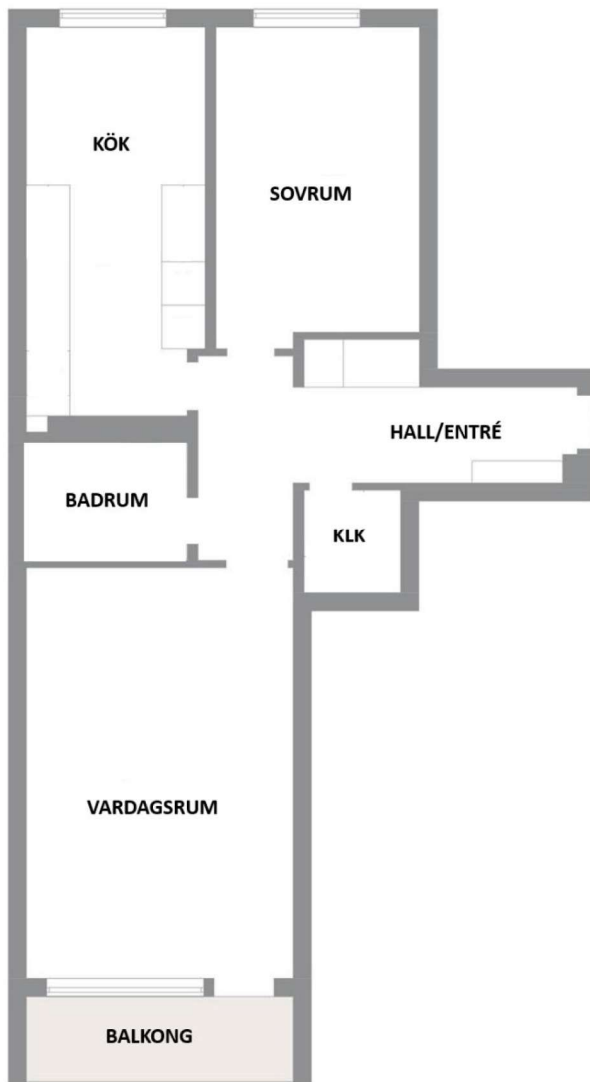 KÖK
SOVRUM
HALL/ENTRÉ
BADRUM
KLK
VARDAGSRUM
BALKONG